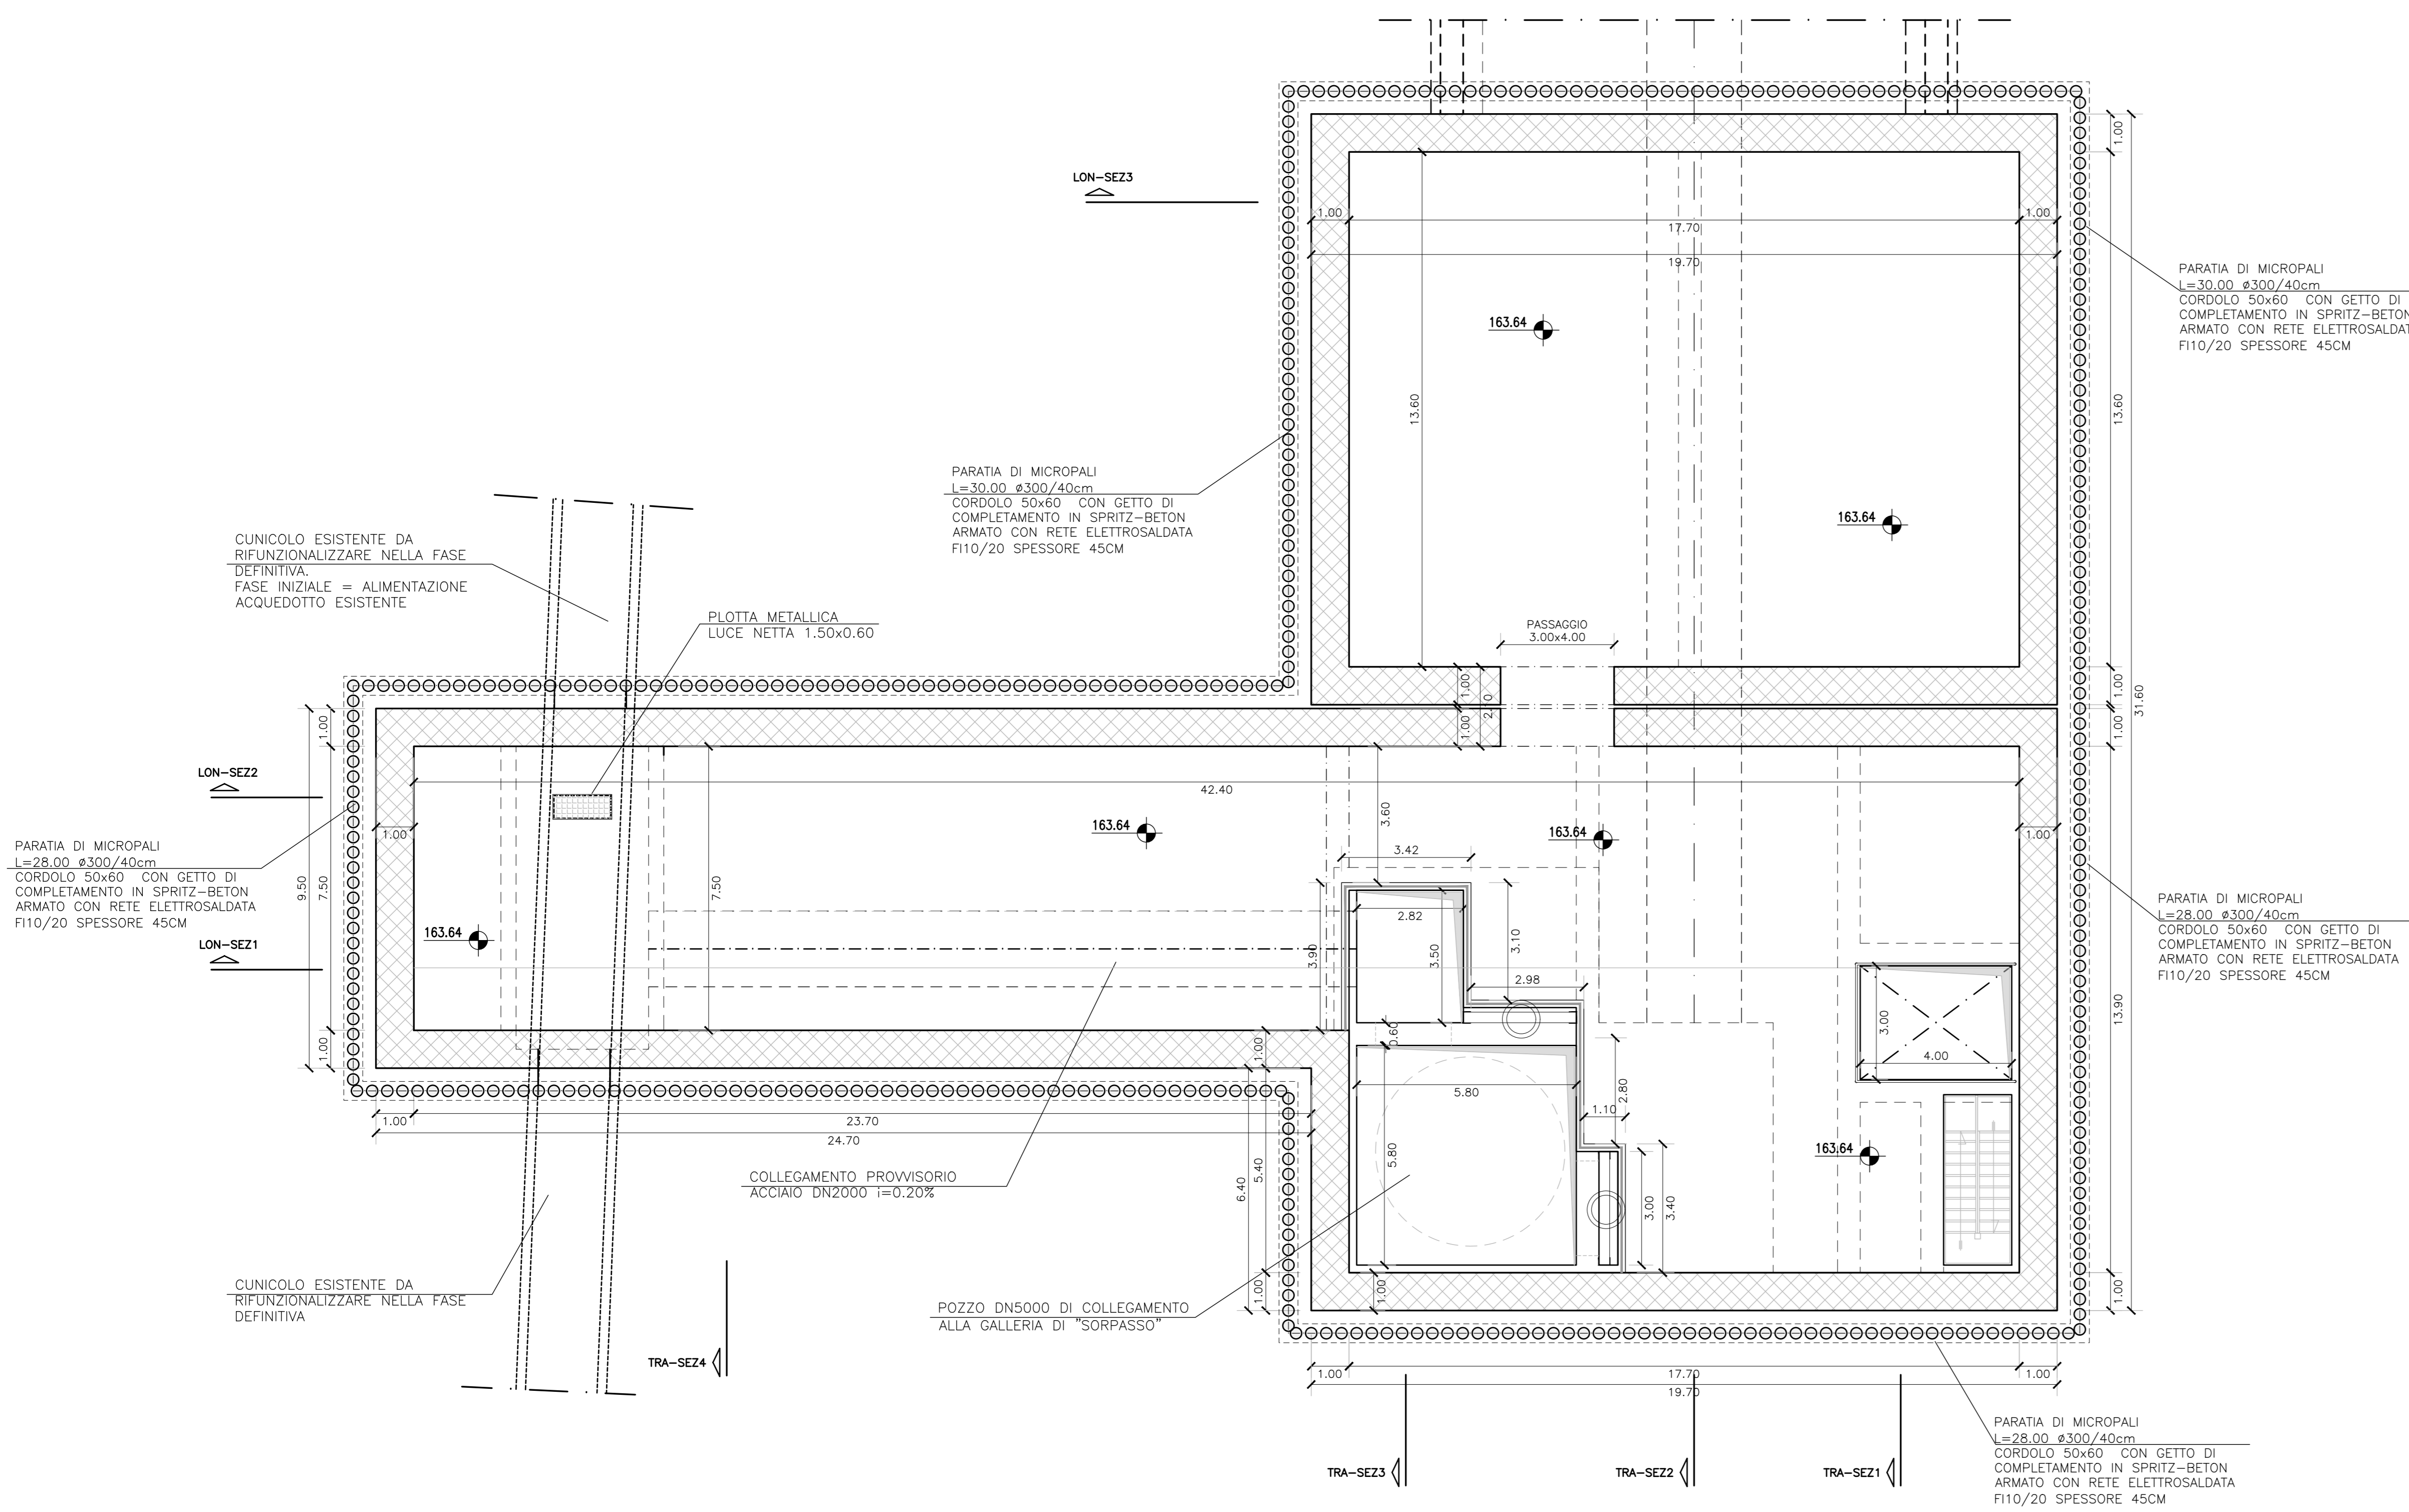 LON-SEZ3
1.00
1.00
1.00
17.70
19.70
PARATIA DI MICROPALI
L=30.00 ø300/40cm
CORDOLO 50x60 CON GETTO DI
COMPLETAMENTO IN SPRITZ-BETON
ARMATO CON RETE
FI10/20 SPESSORE 45CM
163.64
13.60
13.60
PARATIA DI MICROPALI
L=30.00 ø300/40cm
CORDOLO 50x60 CON GETTO DI
COMPLETAMENTO IN SPRITZ-BETON
ARMATO CON RETE ELETTROSALDATA
FI10/20 SPESSORE 45CM
163.64
CUNICOLO ESISTENTE DA
RIFUNZIONALIZZARE NELLA FASE
DEFINITIVA.
FASE INIZIALE = ALIMENTAZIONE
ACQUEDOTTO ESISTENTE
PLOTTA METALLICA
LUCE NETTA 1.50x0.60
PASSAGGIO
3.00x4.00
1.00
2.10
1.00
1.00
31.60
1.00
1.00
LON-SEZ2
42.40
9.50
7.50
1.00
7.50
163.64
3.60
163.64
1.00
3.42
PARATIA DI MICROPALI
L=28.00 ø300/40cm
CORDOLO 50x60 CON GETTO DI
COMPLETAMENTO IN SPRITZ-BETON
ARMATO CON RETE ELETTROSALDATA
FI10/20 SPESSORE 45CM
LON-SEZ1
163.64
2.82
3.90
3.50
3.10
2.98
PARATIA DI MICROPALI
L=28.00 ø300/40cm
CORDOLO 50x60 CON GETTO DI
COMPLETAMENTO IN SPRITZ-BETON
ARMATO CON RETE ELETTROSALDATA
FI10/20 SPESSORE 45CM
13.90
3.00
4.00
1.00
1.00
0.60
5.80
5.80
2.80
1.10
1.00
23.70
24.70
COLLEGAMENTO PROVVISORIO
ACCIAIO DN2000 i=0.20%
6.40
5.40
163.64
3.00
3.40
CUNICOLO ESISTENTE DA
RIFUNZIONALIZZARE NELLA FASE
DEFINITIVA
POZZO DN5000 DI COLLEGAMENTO
ALLA GALLERIA DI "SORPASSO"
1.00
1.00
1.00
TRA-SEZ4
1.00
17.70
1.00
19.70
PARATIA DI MICROPALI
L=28.00 ø300/40cm
CORDOLO 50x60 CON GETTO DI
COMPLETAMENTO IN SPRITZ-BETON
ARMATO CON RETE ELETTROSALDATA
FI10/20 SPESSORE 45CM
TRA-SEZ3
TRA-SEZ2
TRA-SEZ1